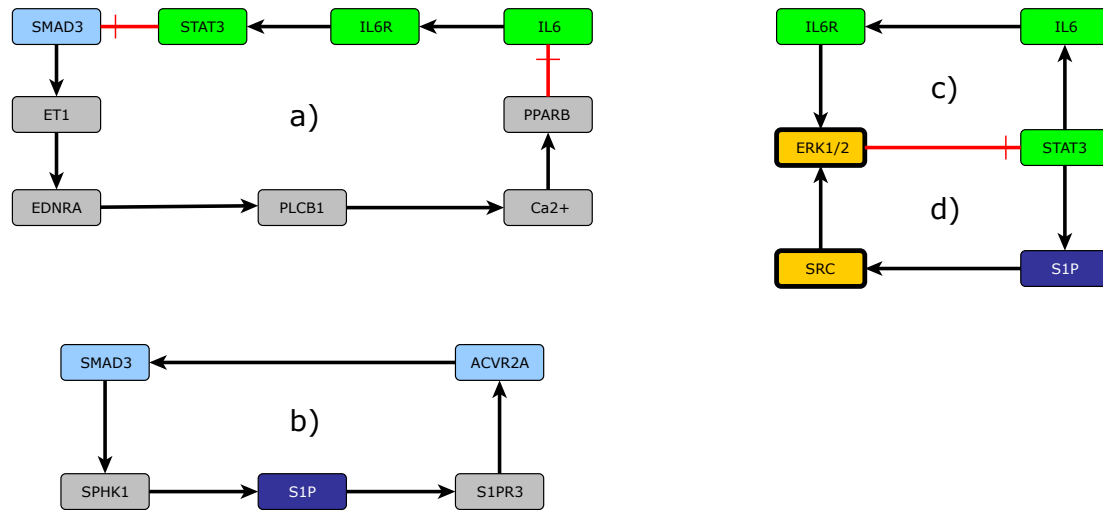 SMAD3 STAT3 IL6R IL6
ET1 a) PPARB
EDNRA PLCB1 Ca2+
IL6R IL6
c)
ERK1/2 STAT3
d)
SRC S1P
SMAD3 ACVR2A
b)
SPHK1 S1P S1PR3